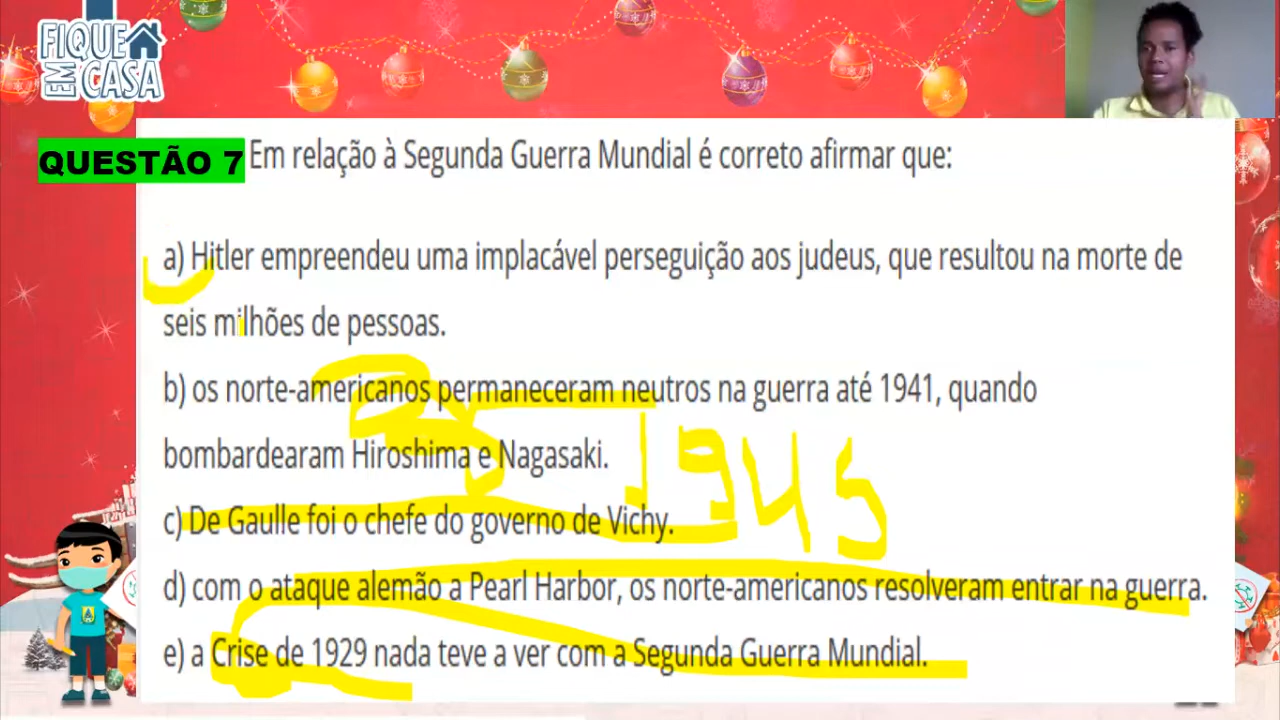 FIQUE
EM CASA
QUESTÃO 7 Em relação à Segunda Guerra Mundial é correto afirmar que:
a) Hitler empreendeu uma implacável perseguição aos judeus, que resultou na morte de
seis milhões de pessoas.
b) os norte-americanos permaneceram neutros na guerra até 1941, quando
bombardearam Hiroshima e Nagasaki.
1945
c) De Gaulle foi o chefe do governo de Vichy.
d) com o ataque alemão a Pearl Harbor, os norte-americanos resolveram entrar na guerra.
e) a Crise de 1929 nada teve a ver com a Segunda Guerra Mundial.